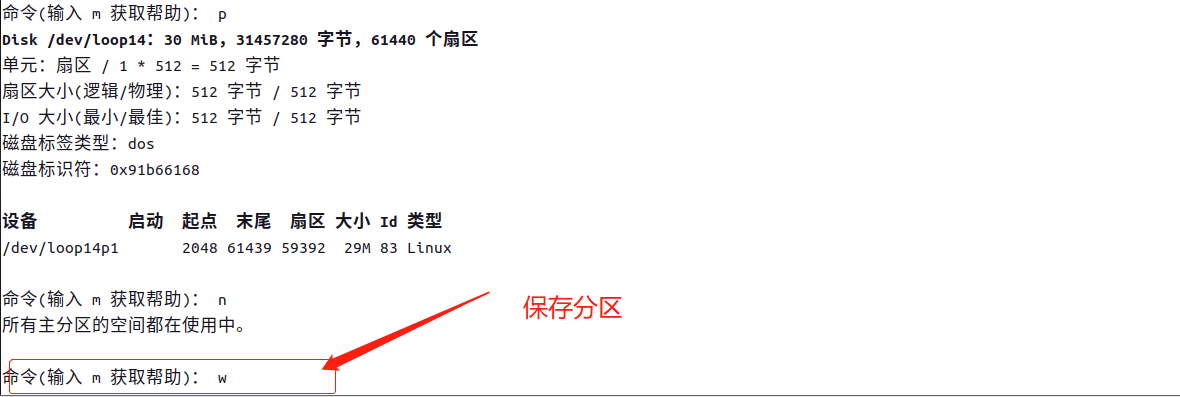 命令(输入 m 获取帮助)： p
Disk /dev/loop14：30 MiB，31457280 字节，61440 个扇区
单元：扇区 / 1 * 512 = 512 字节
扇区大小(逻辑/物理)：512 字节 / 512 字节
I/O 大小(最小/最佳)：512 字节 / 512 字节
磁盘标签类型：dos
磁盘标识符：0x91b66168
设备 启动 起点 末尾 扇区 大小 Id 类型
/dev/loop14p1 2048 61439 59392 29M 83 Linux
命令(输入 m 获取帮助)： n
保存分区
所有主分区的空间都在使用中。
命令(输入 m 获取帮助)： w